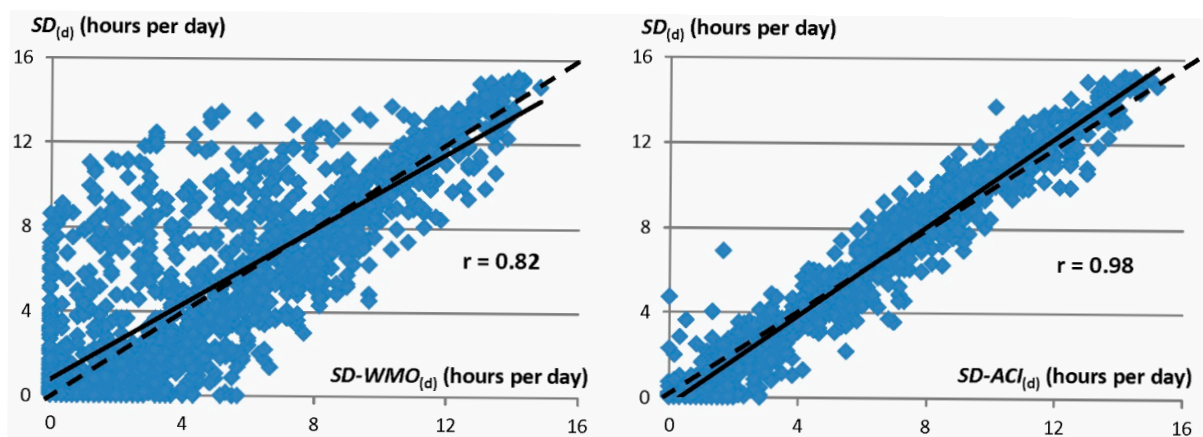 SD(d) (hours per day)
16
12
8
4
0
0 4 8 12 16
r = 0.82
SD-WMO(d) (hours per day)
SD(d) (hours per day)
16
12
8
4
0
0 4 8 12 16
r = 0.98
SD-ACI(d) (hours per day)